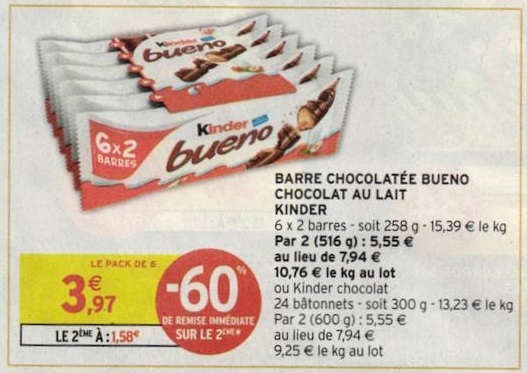 Kinder
bueno
6x2
BARRES
Kinder
bueno
BARRE CHOCOLATÉE BUENO
CHOCOLAT AU LAIT
KINDER
6 x 2 barres - soit 258 g - 15,39 € le kg
Par 2 (516 g) : 5,55 €
au lieu de 7,94 €
10,76 € le kg au lot
ou Kinder chocolat
24 bâtonnets - soit 300 g - 13,23 € le kg
Par 2 (600 g) : 5,55 €
au lieu de 7,94 €
9,25 € le kg au lot
LE PACK DE 6
3,97 €
LE 2ÈME À : 1,58€
-60%
DE REMISE IMMÉDIATE
SUR LE 2ÈME